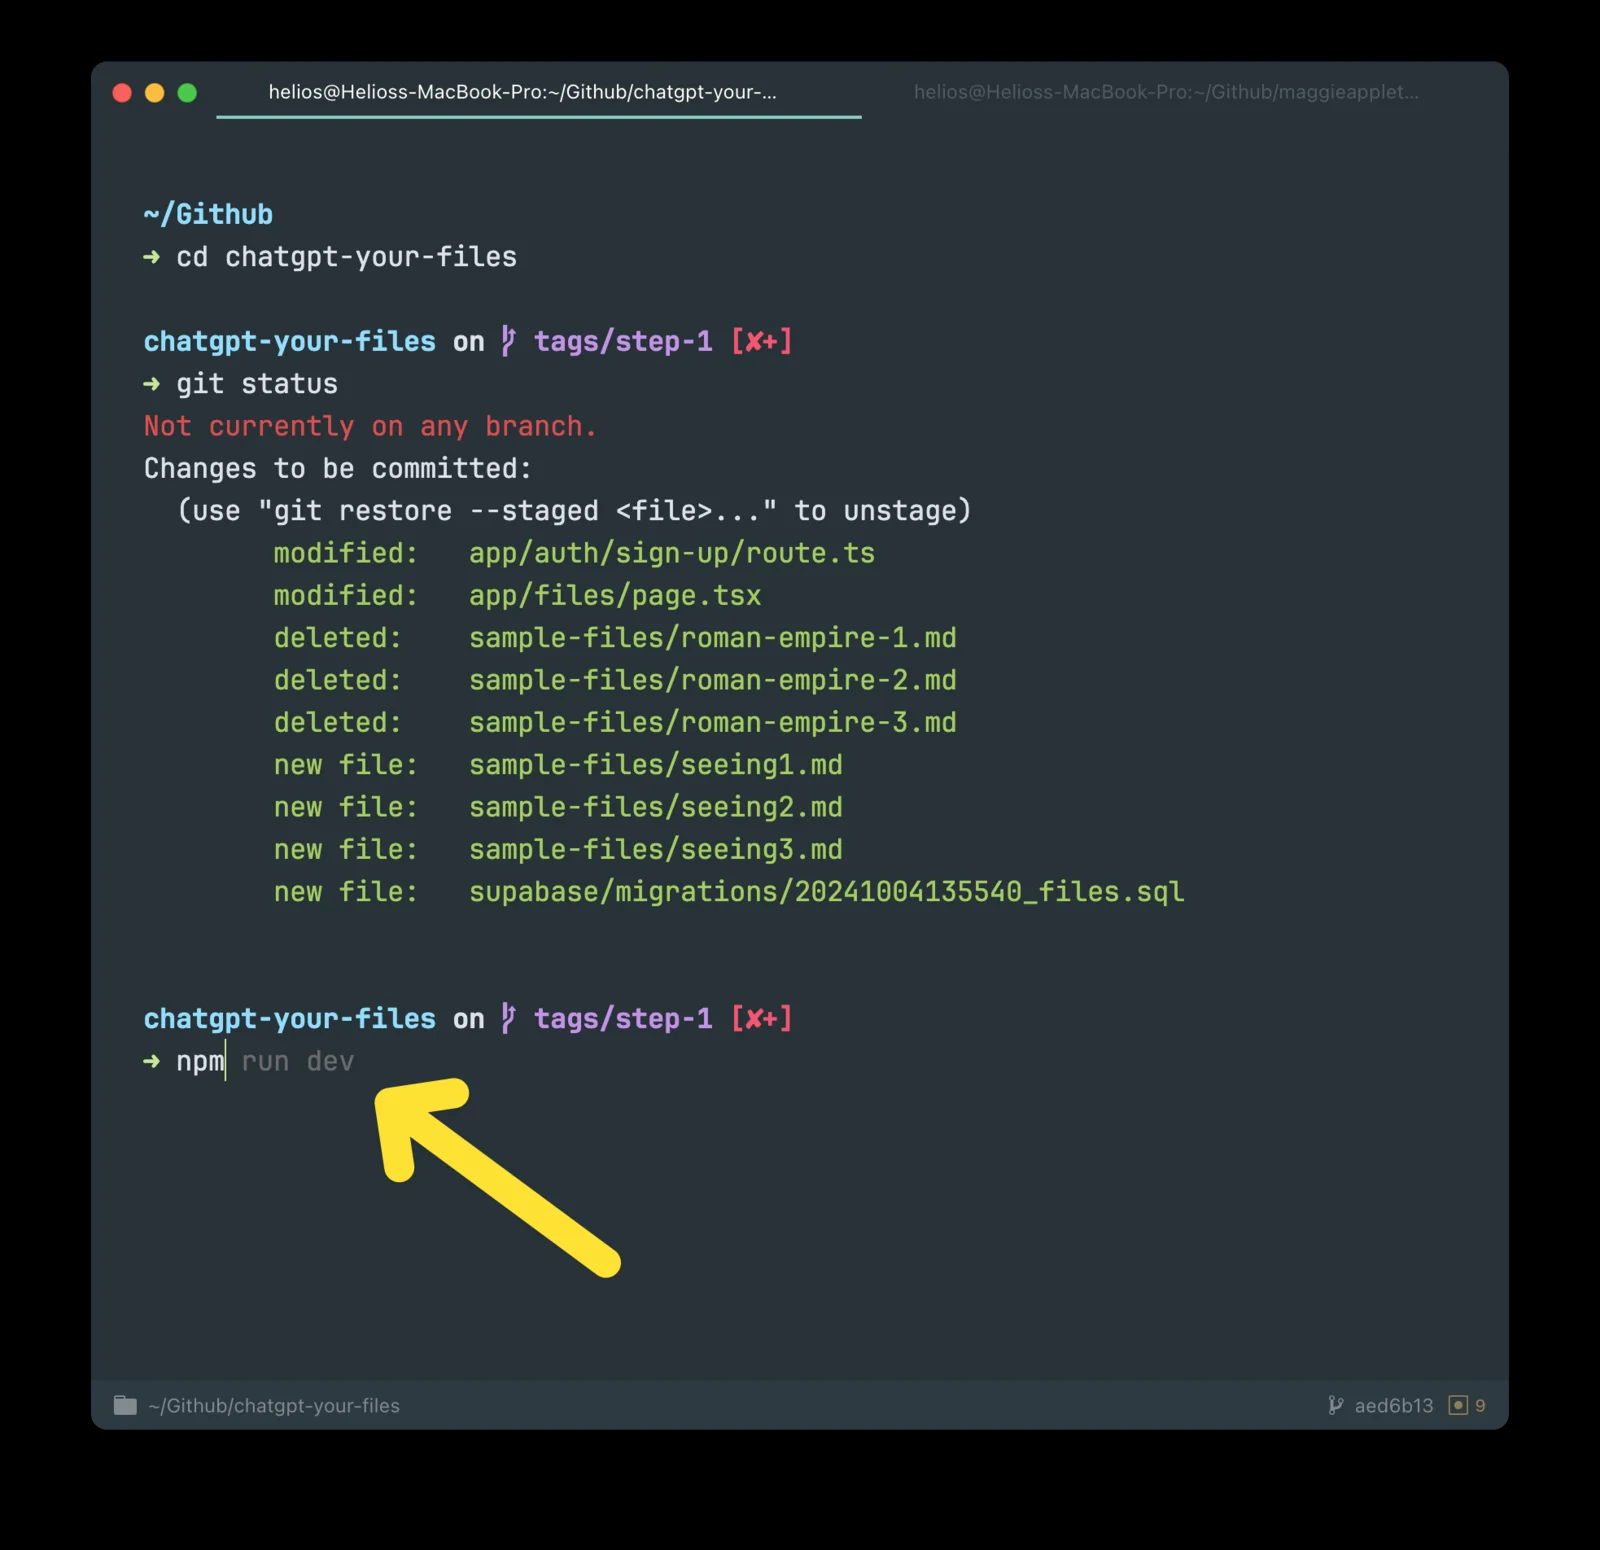 helios@Helioss-MacBook-Pro:~/Github/chatgpt-your-...
helios@Helioss-MacBook-Pro:~/Github/maggieapplet...
~/Github
➜ cd chatgpt-your-files
chatgpt-your-files on tags/step-1 [✘+]
➜ git status
Not currently on any branch.
Changes to be committed:
(use "git restore --staged <file>..." to unstage)
modified: app/auth/sign-up/route.ts
modified: app/files/page.tsx
deleted: sample-files/roman-empire-1.md
deleted: sample-files/roman-empire-2.md
deleted: sample-files/roman-empire-3.md
new file: sample-files/seeing1.md
new file: sample-files/seeing2.md
new file: sample-files/seeing3.md
new file: supabase/migrations/20241004135540_files.sql
chatgpt-your-files on tags/step-1 [✘+]
➜ npm run dev
~/Github/chatgpt-your-files
aed6b13 9